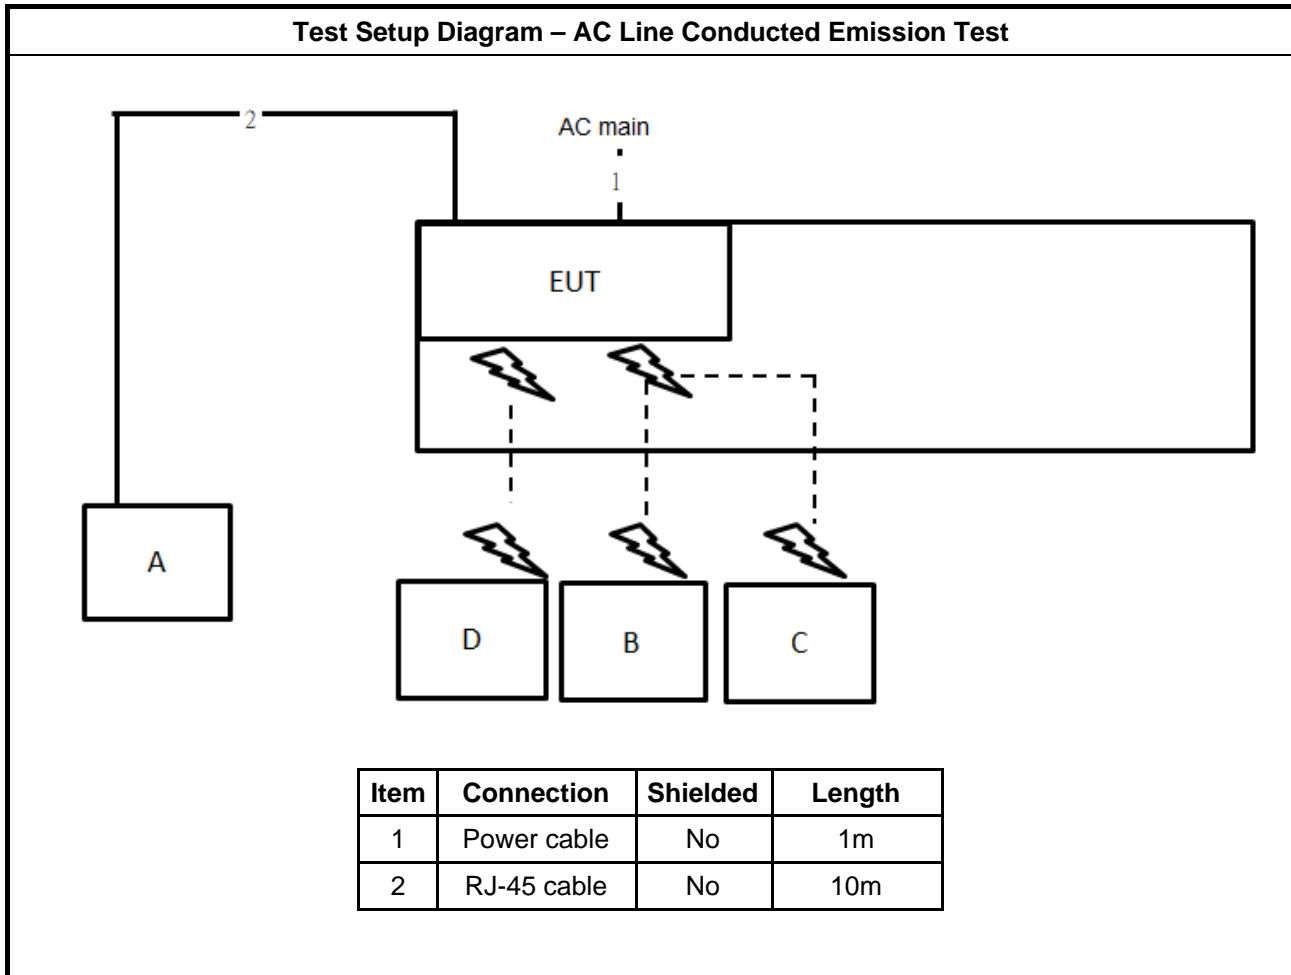 Test Setup Diagram – AC Line Conducted Emission Test
2
AC main
1
EUT
A
D
B
C
Item Connection Shielded Length
1 Power cable No 1m
2 RJ-45 cable No 10m